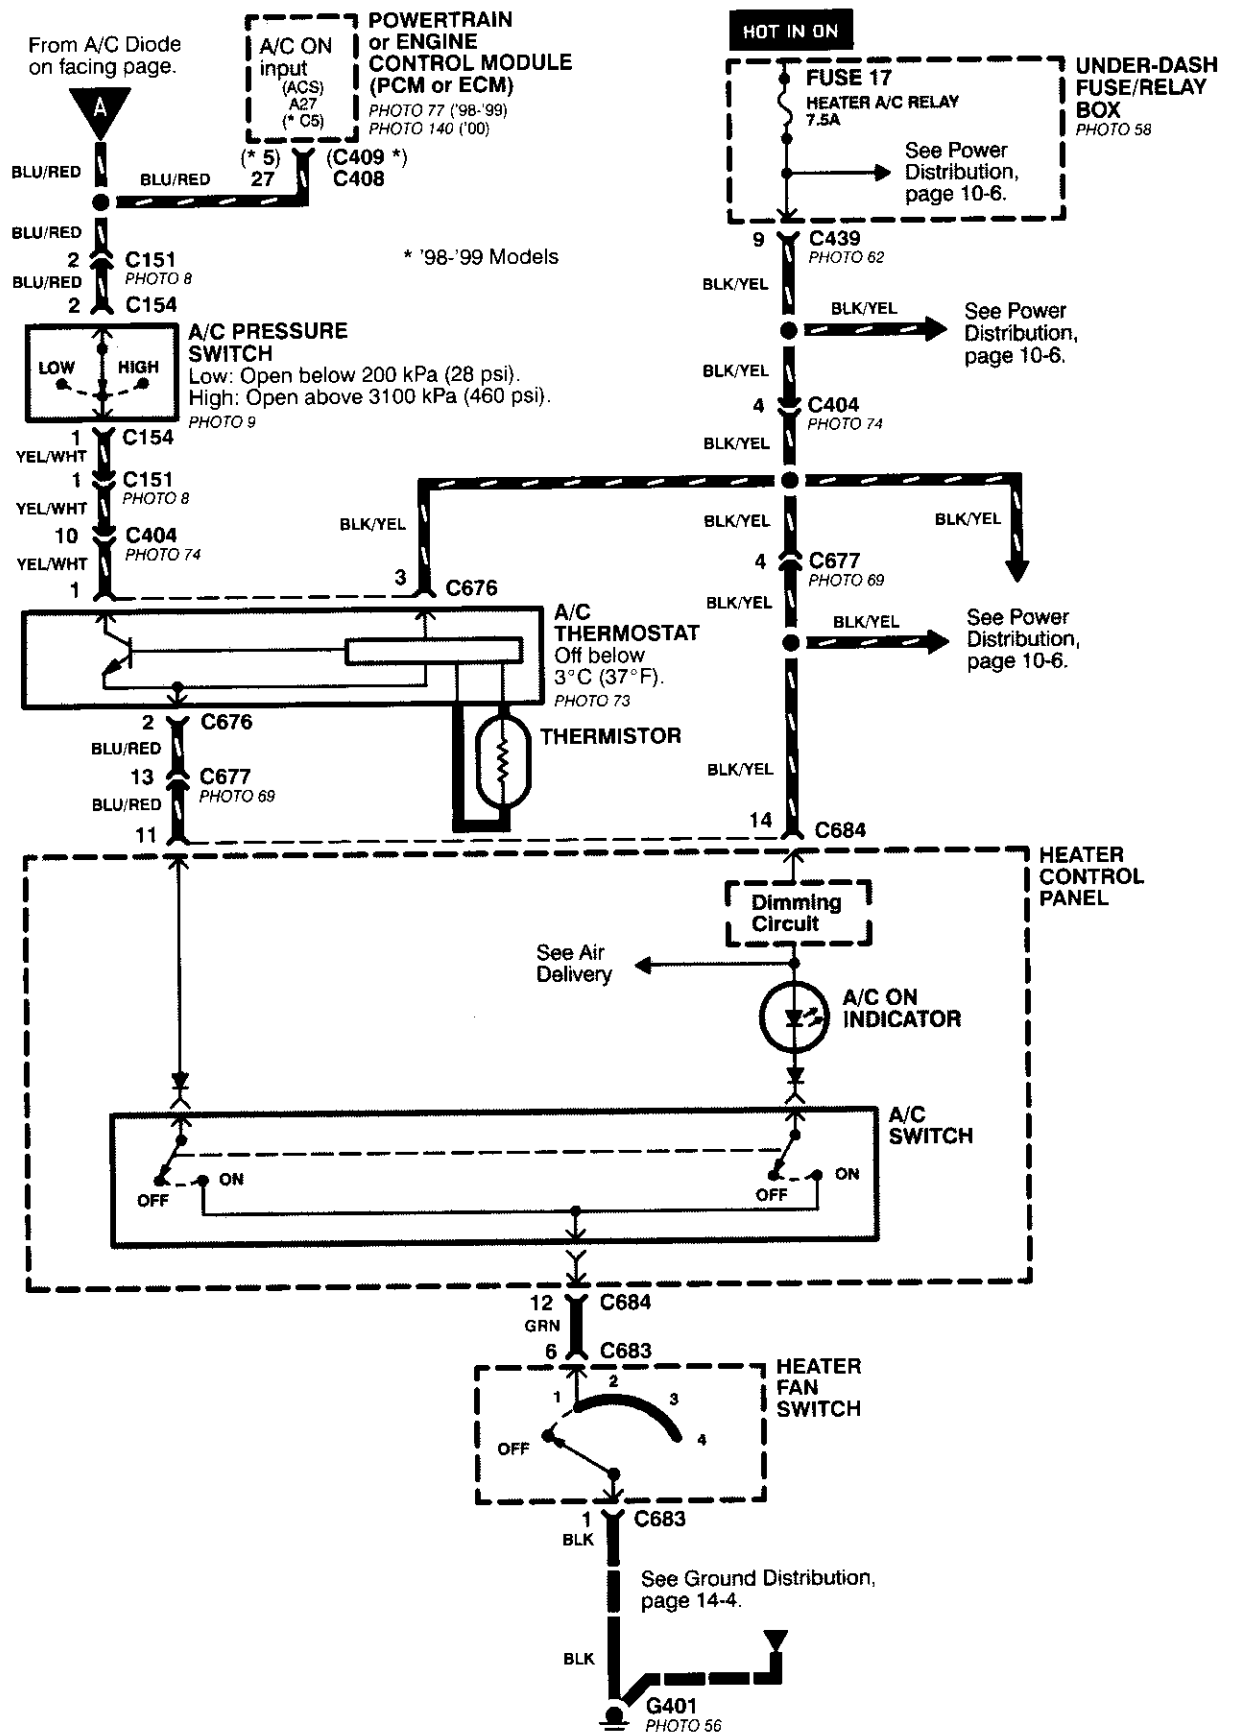 From A/C Diode
on facing page.
A
A/C ON
input
(ACS)
A27
(* C5)
POWERTRAIN
or ENGINE
CONTROL MODULE
(PCM or ECM)
PHOTO 77 ('98-'99)
PHOTO 140 ('00)
HOT IN ON
FUSE 17
HEATER A/C RELAY
7.5A
UNDER-DASH
FUSE/RELAY
BOX
PHOTO 58
See Power
Distribution,
page 10-6.
BLU/RED
BLU/RED
(* 5)
27
(C409 *)
C408
BLU/RED
2
C151
PHOTO 8
BLU/RED
2
C154
* '98-'99 Models
9
C439
PHOTO 62
BLK/YEL
BLK/YEL
See Power
Distribution,
page 10-6.
LOW
HIGH
A/C PRESSURE
SWITCH
Low: Open below 200 kPa (28 psi).
High: Open above 3100 kPa (460 psi).
PHOTO 9
BLK/YEL
4
C404
PHOTO 74
BLK/YEL
1
C154
YEL/WHT
1
C151
PHOTO 8
YEL/WHT
10
C404
PHOTO 74
YEL/WHT
1
BLK/YEL
3
C676
BLK/YEL
BLK/YEL
4
C677
PHOTO 69
BLK/YEL
BLK/YEL
See Power
Distribution,
page 10-6.
A/C
THERMOSTAT
Off below
3°C (37°F).
PHOTO 73
2
C676
BLU/RED
13
C677
PHOTO 69
BLU/RED
11
THERMISTOR
BLK/YEL
14
C684
HEATER
CONTROL
PANEL
Dimming
Circuit
See Air
Delivery
A/C ON
INDICATOR
A/C
SWITCH
OFF
ON
OFF
ON
12
C684
GRN
6
C683
HEATER
FAN
SWITCH
1
2
3
4
OFF
1
C683
BLK
See Ground Distribution,
page 14-4.
BLK
G401
PHOTO 56